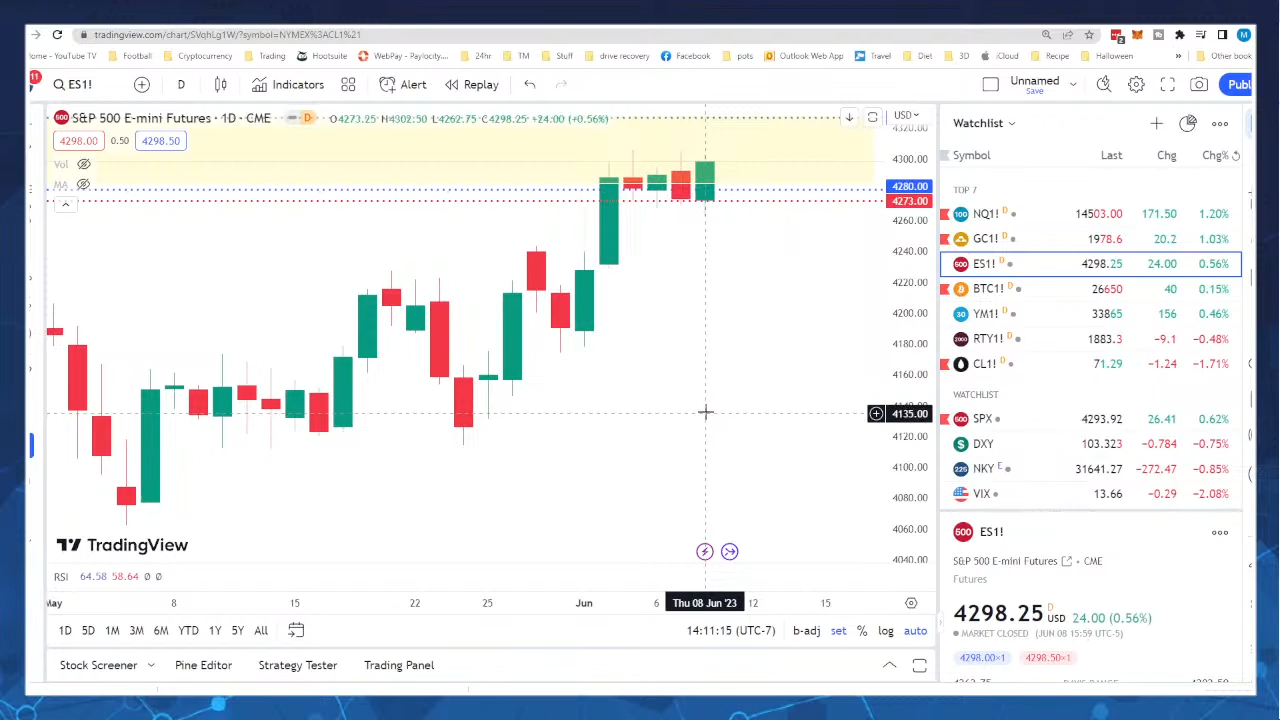 tradingview.com/chart/SVqhLg1W/?symbol=NYMEX%3ACL1%21
ome - YouTube TV Football Cryptocurrency Trading Hootsuite WebPay - paylocity.... 24hr TM Stuff drive recovery Facebook pots Outlook Web App Travel Diet 3D iCloud Recipe Halloween » Other book
11 ES1! D Indicators Alert Replay Unnamed Save Publ
S&P 500 E-mini Futures · 1D · CME D O4273.25 H4302.50 L4262.75 C4298.25 +24.00 (+0.56%) USD
4298.00 0.50 4298.50
Vol
MA
4320.00
4300.00
4280.00
4273.00
4260.00
4240.00
4220.00
4200.00
4180.00
4160.00
4135.00
4120.00
4100.00
4080.00
4060.00
4040.00
TradingView
RSI 64.58 58.64 Ø Ø
May 8 15 22 25 Jun 6 Thu 08 Jun '23 12 15
1D 5D 1M 3M 6M YTD 1Y 5Y All 14:11:15 (UTC-7) b-adj set % log auto
Stock Screener Pine Editor Strategy Tester Trading Panel
Watchlist
Symbol Last Chg Chg%
TOP 7
100 NQ1! D 14503.00 171.50 1.20%
GC1! D 1978.6 20.2 1.03%
500 ES1! D 4298.25 24.00 0.56%
BTC1! D 26650 40 0.15%
30 YM1! D 33865 156 0.46%
2000 RTY1! D 1883.3 -9.1 -0.48%
CL1! D 71.29 -1.24 -1.71%
WATCHLIST
500 SPX 4293.92 26.41 0.62%
$ DXY 103.323 -0.784 -0.75%
225 NKY E 31641.27 -272.47 -0.85%
VIX 13.66 -0.29 -2.08%
500 ES1!
S&P 500 E-mini Futures • CME
Futures
4298.25 D USD 24.00 (0.56%)
MARKET CLOSED (JUN 08 15:59 UTC-5)
4298.00×1 4298.50×1